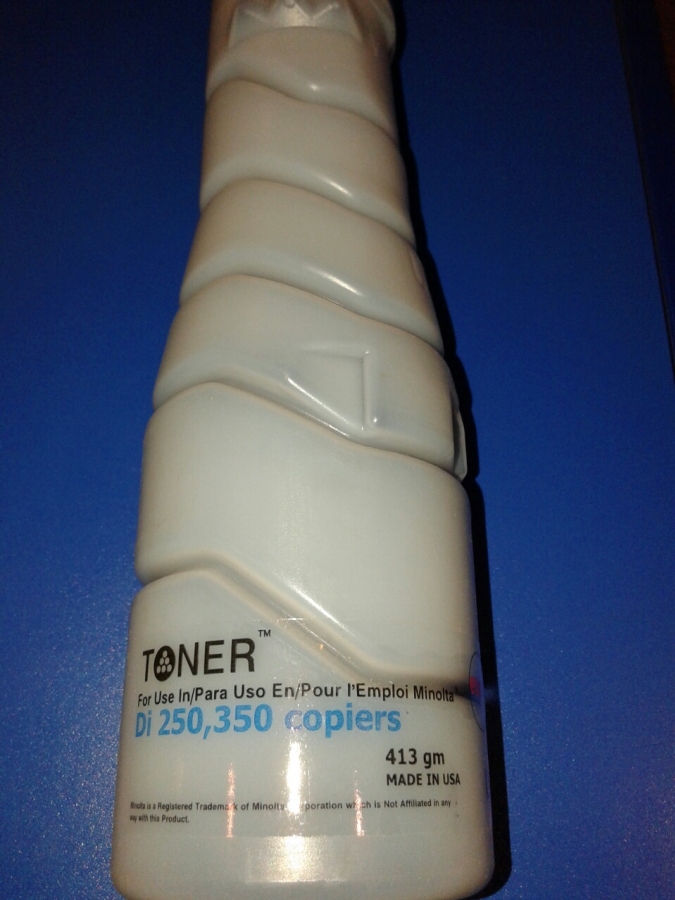 TONER™
For Use In/Para Uso En/Pour l'Emploi Minolta
Di 250,350 copiers
413 gm
MADE IN USA
Minolta is a Registered Trademark of Minolta Corporation which is Not Affiliated in any
way with this Product.